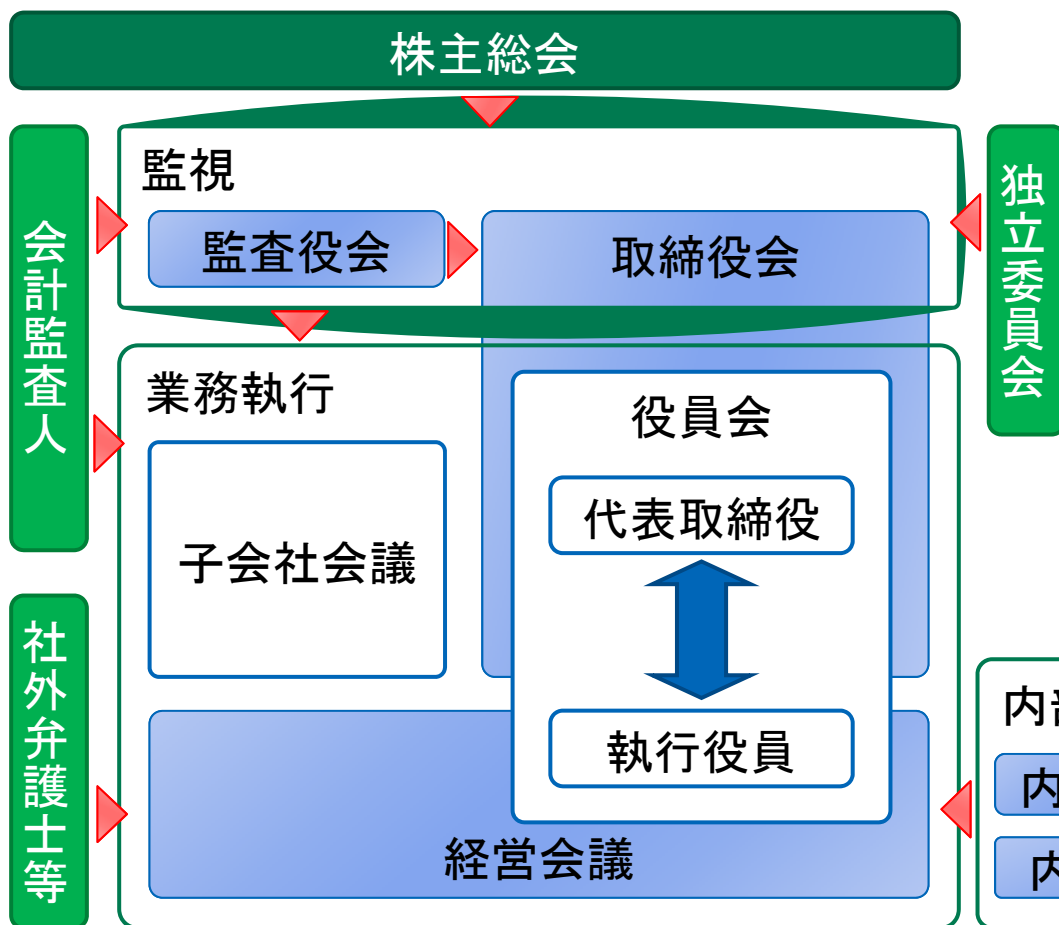 株主総会
会計監査人
監視
監査役会
取締役会
独立委員会
業務執行
役員会
代表取締役
子会社会議
執行役員
経営会議
社外弁護士等
内
内
内